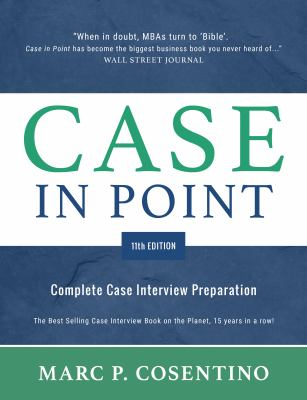 "When in doubt, MBAs turn to ‘Bible’.
Case in Point has become the biggest business book you never heard of..."
WALL STREET JOURNAL
CASE
IN POINT
11th EDITION
Complete Case Interview Preparation
The Best Selling Case Interview Book on the Planet, 15 years in a row!
MARC P. COSENTINO